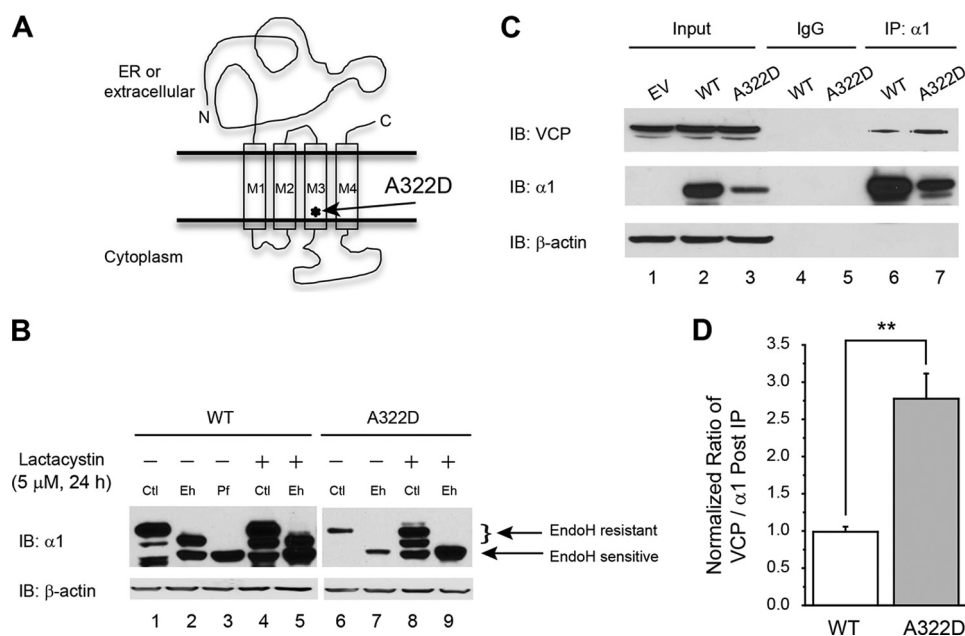 A
ER or
extracellular
N
C
M1 M2 M3 M4
A322D
Cytoplasm
B
WT A322D
Lactacystin
(5 μM, 24 h)
− − − + + − − + +
Ctl Eh Pf Ctl Eh Ctl Eh Ctl Eh
IB: α1
EndoH resistant
EndoH sensitive
IB: β-actin
1 2 3 4 5 6 7 8 9
C
Input IgG IP: α1
EV WT A322D WT A322D WT A322D
IB: VCP
IB: α1
IB: β-actin
1 2 3 4 5 6 7
D
Normalized Ratio of
VCP / α1 Post IP
**
3.5
3.0
2.5
2.0
1.5
1.0
0.5
0.0
WT A322D